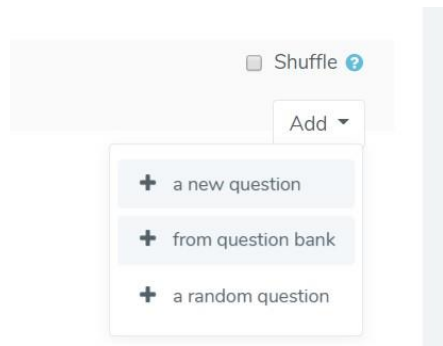 Shuffle
Add
a new question
from question bank
a random question